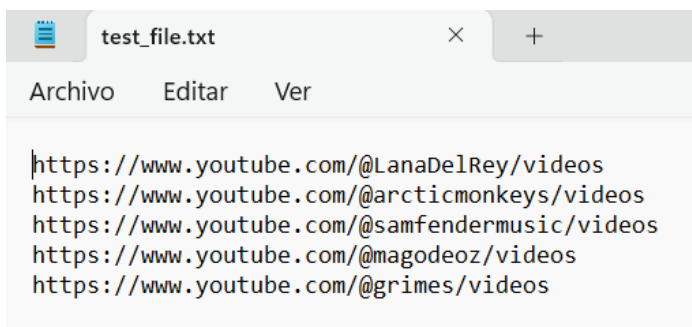 test_file.txt
Archivo Editar Ver
https://www.youtube.com/@LanaDelRey/videos
https://www.youtube.com/@arcticmonkeys/videos
https://www.youtube.com/@samfendermusic/videos
https://www.youtube.com/@magodeoz/videos
https://www.youtube.com/@grimes/videos